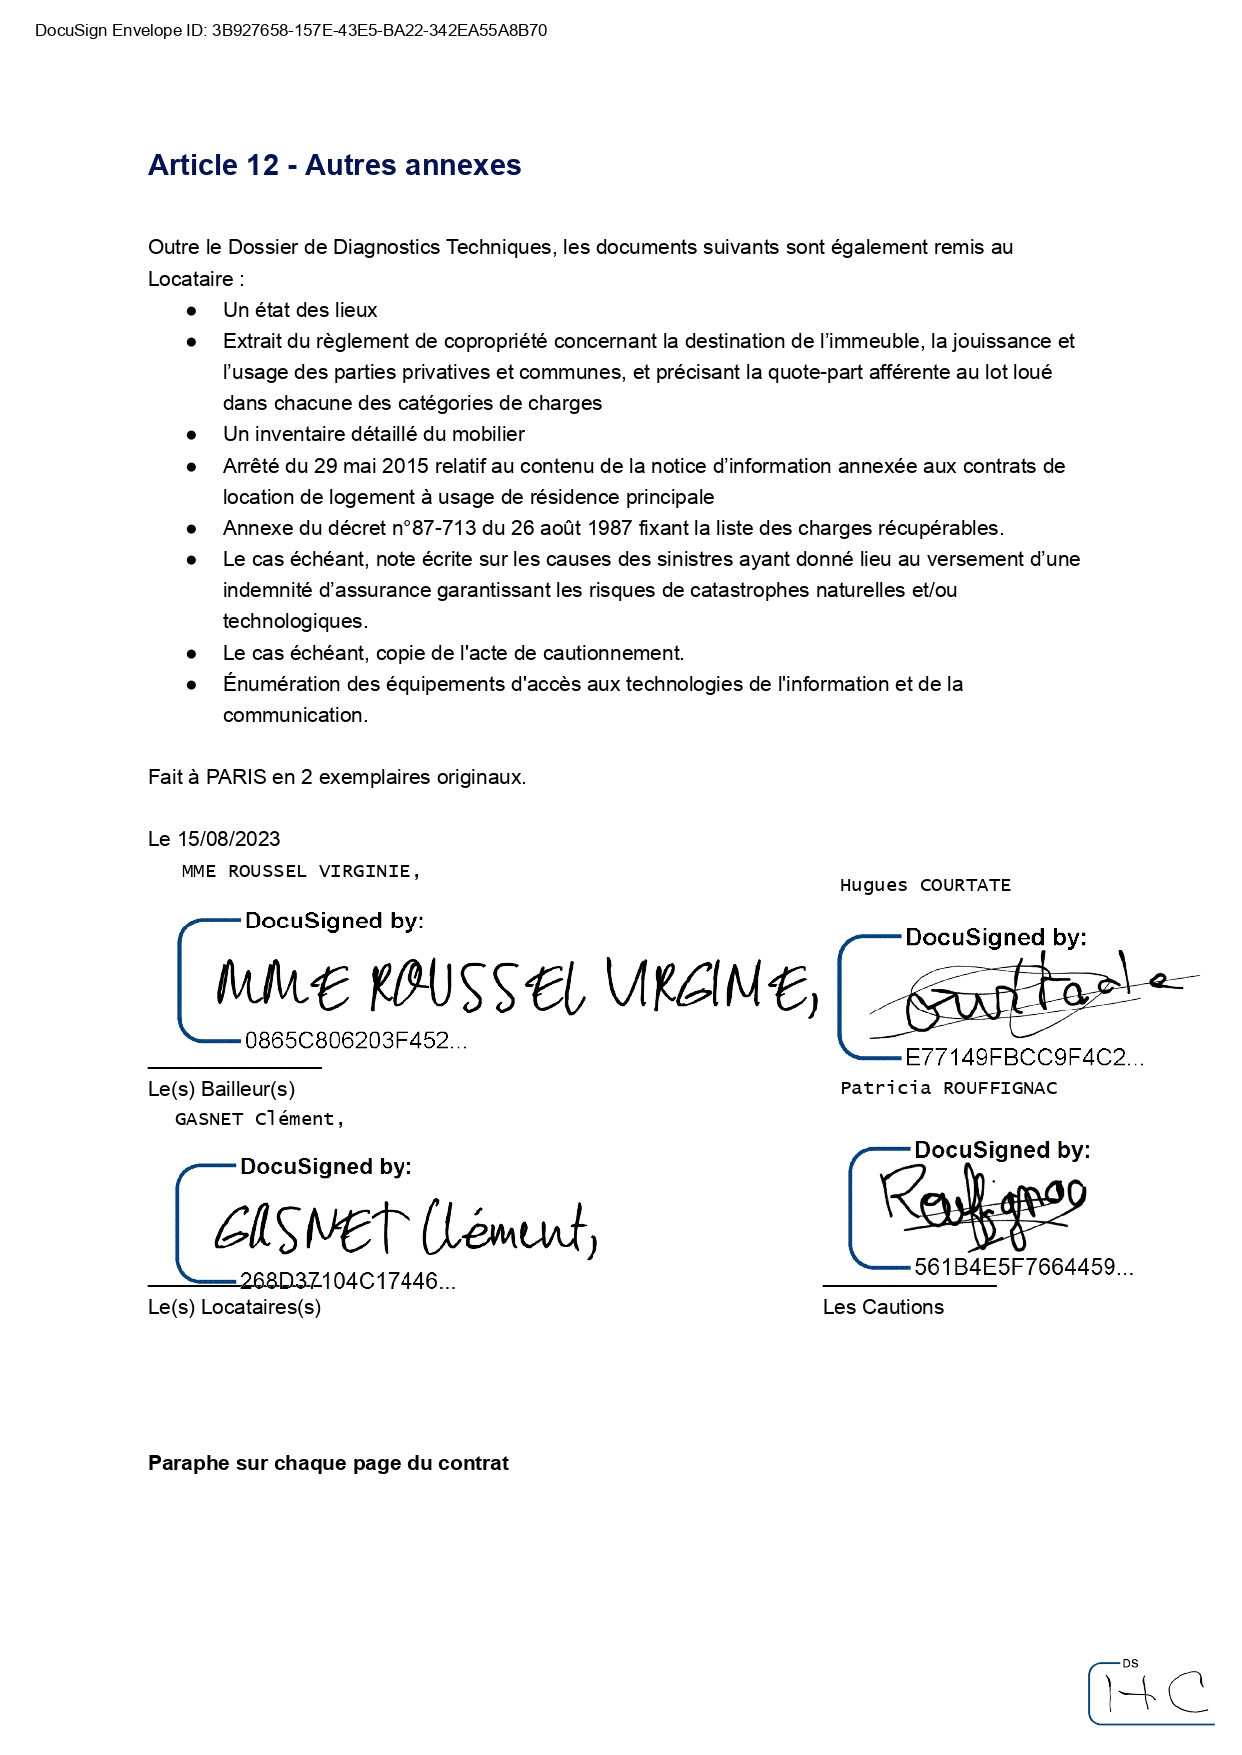 DocuSign Envelope ID: 3B927658-157E-43E5-BA22-342EA55A8B70
Article 12 - Autres annexes
Outre le Dossier de Diagnostics Techniques, les documents suivants sont également remis au
Locataire :
● Un état des lieux
● Extrait du règlement de copropriété concernant la destination de l’immeuble, la jouissance et
l’usage des parties privatives et communes, et précisant la quote-part afférente au lot loué
dans chacune des catégories de charges
● Un inventaire détaillé du mobilier
● Arrêté du 29 mai 2015 relatif au contenu de la notice d’information annexée aux contrats de
location de logement à usage de résidence principale
● Annexe du décret n°87-713 du 26 août 1987 fixant la liste des charges récupérables.
● Le cas échéant, note écrite sur les causes des sinistres ayant donné lieu au versement d’une
indemnité d’assurance garantissant les risques de catastrophes naturelles et/ou
technologiques.
● Le cas échéant, copie de l'acte de cautionnement.
● Énumération des équipements d'accès aux technologies de l'information et de la
communication.
Fait à PARIS en 2 exemplaires originaux.
Le 15/08/2023
MME ROUSSEL VIRGINIE,
DocuSigned by:
MME ROUSSEL VIRGINIE,
0865C806203F452...
Le(s) Bailleur(s)
Hugues COURTATE
DocuSigned by:
Courtade
E77149FBCC9F4C2...
GASNET Clément,
DocuSigned by:
GASNET Clément,
268D37104C17446...
Le(s) Locataires(s)
Patricia ROUFFIGNAC
DocuSigned by:
Rouffignac
561B4E5F7664459...
Les Cautions
Paraphe sur chaque page du contrat
DS
HC